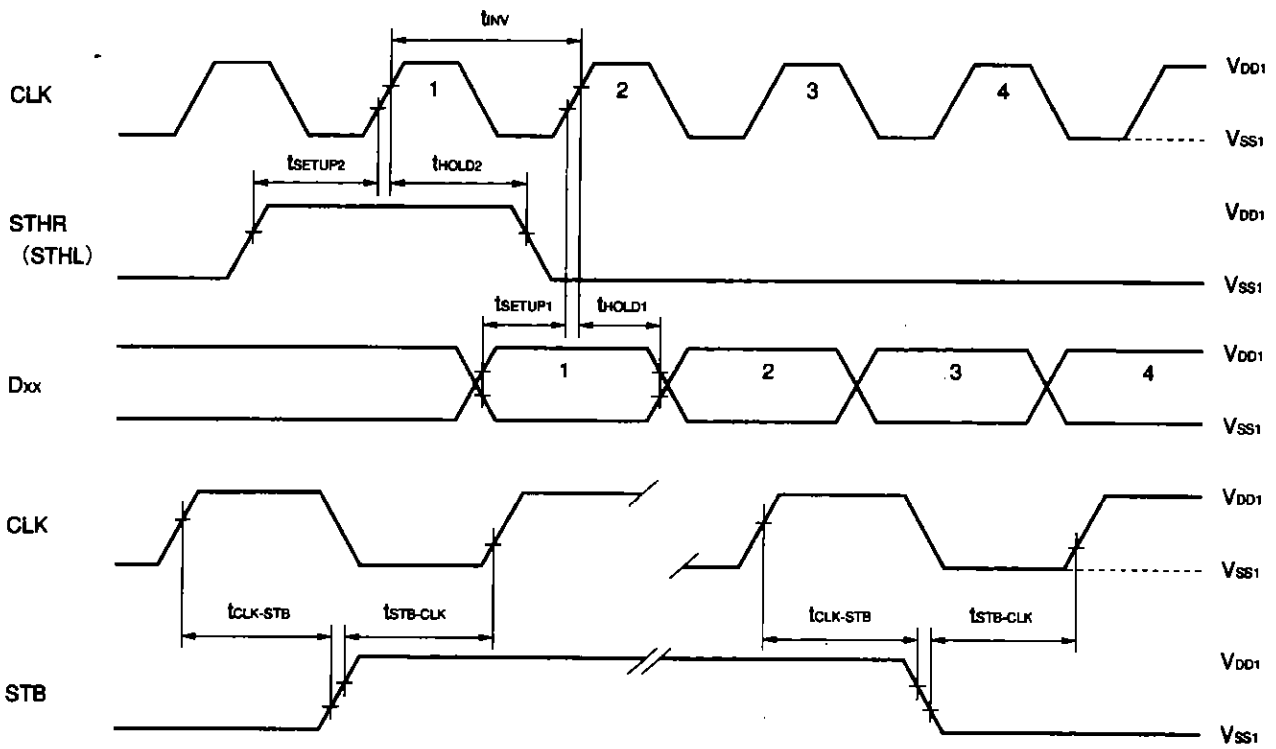 tINV
CLK
1
2
3
4
VDD1
VSS1
tSETUP2
tHOLD2
STHR
(STHL)
VDD1
VSS1
tSETUP1
tHOLD1
Dxx
1
2
3
4
VDD1
VSS1
CLK
VDD1
VSS1
tCLK-STB
tSTB-CLK
tCLK-STB
tSTB-CLK
STB
VDD1
VSS1